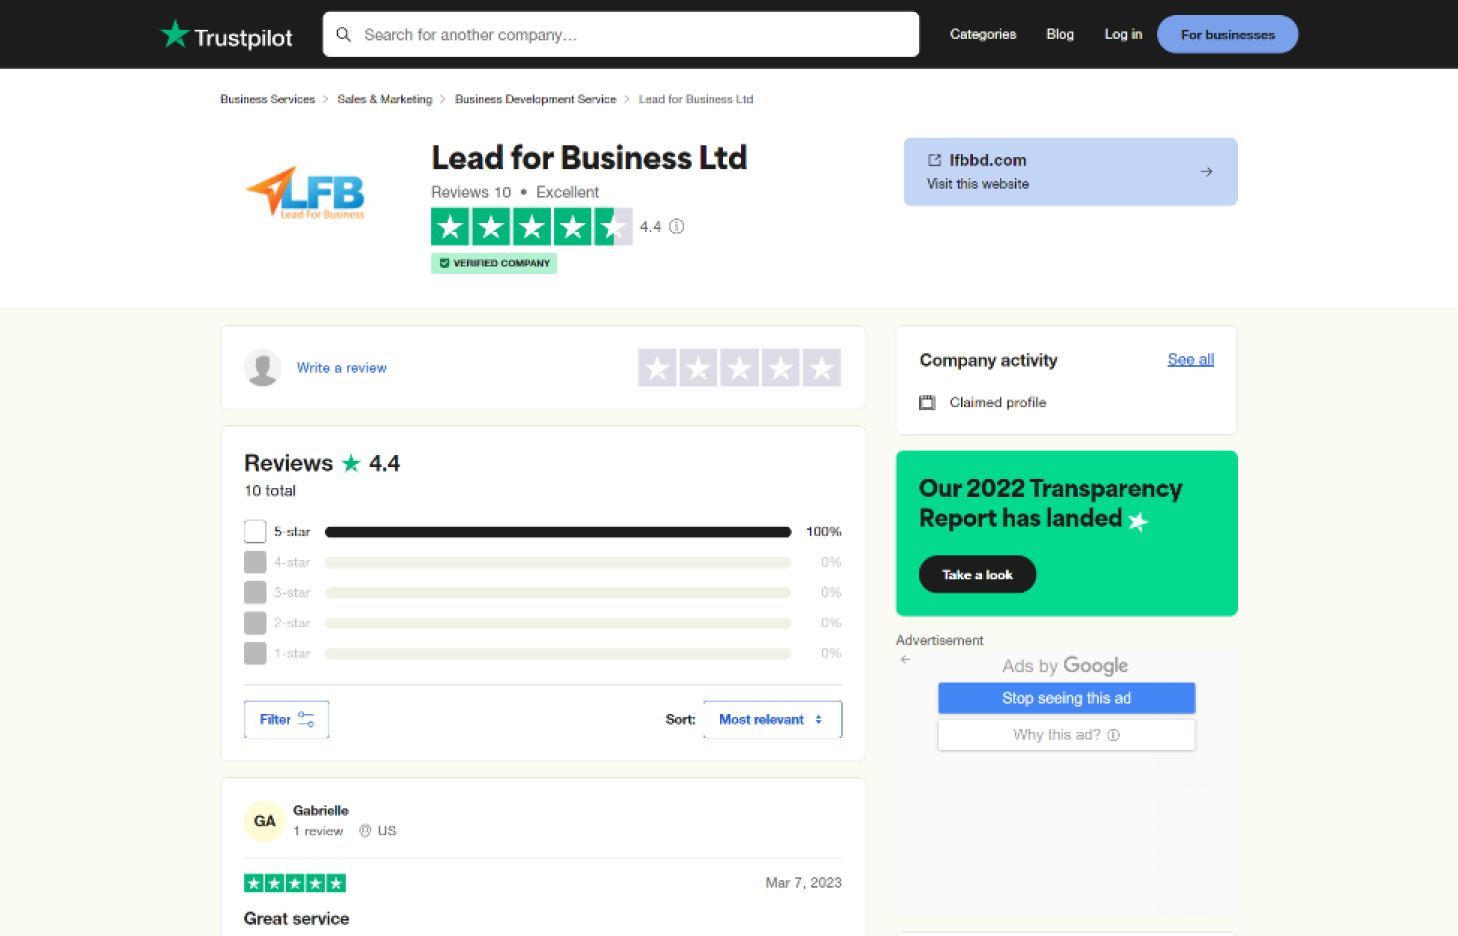 Trustpilot
Search for another company...
Categories
Blog
Log in
For businesses
Business Services > Sales & Marketing > Business Development Service > Lead for Business Ltd
LFB
Lead For Business
Lead for Business Ltd
Reviews 10 • Excellent
4.4
VERIFIED COMPANY
lfbbd.com
Visit this website
Write a review
Reviews ★ 4.4
10 total
5-star 100%
4-star 0%
3-star 0%
2-star 0%
1-star 0%
Filter
Sort: Most relevant
GA
Gabrielle
1 review US
Mar 7, 2023
Great service
Company activity
See all
Claimed profile
Our 2022 Transparency
Report has landed
Take a look
Advertisement
Ads by Google
Stop seeing this ad
Why this ad?